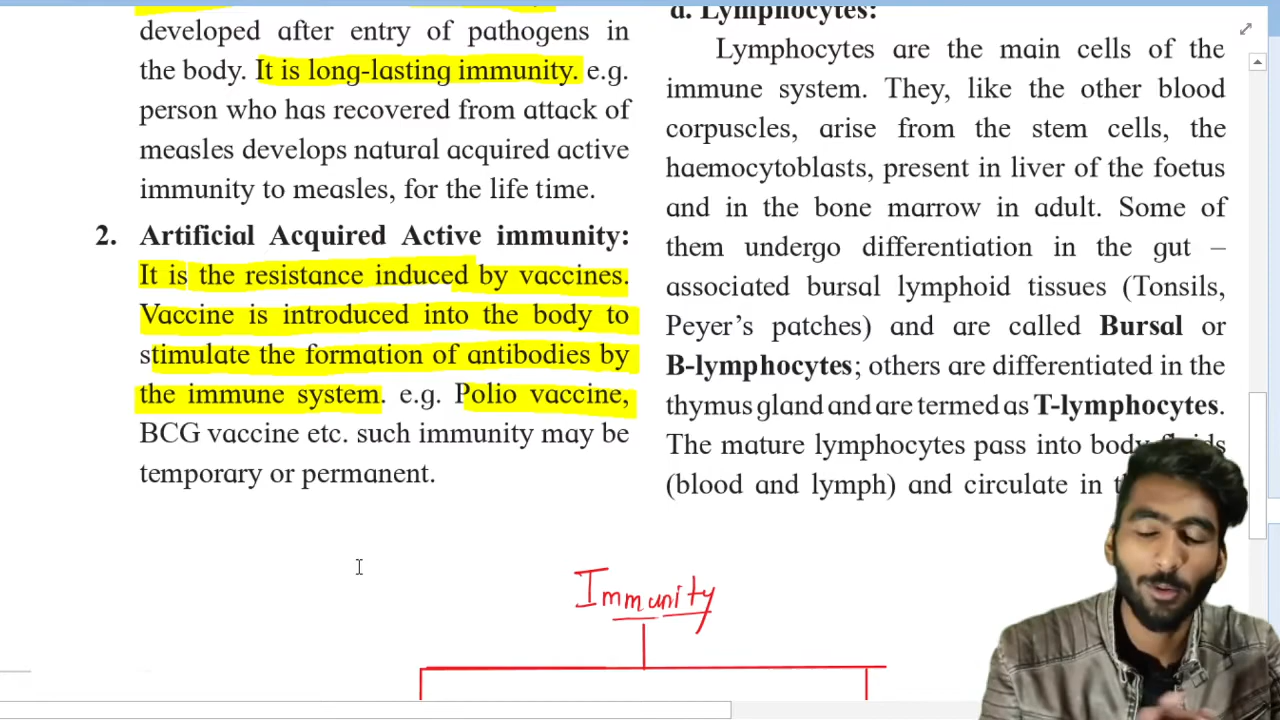 developed after entry of pathogens in
the body. It is long-lasting immunity. e.g.
person who has recovered from attack of
measles develops natural acquired active
immunity to measles, for the life time.
2. Artificial Acquired Active immunity:
It is the resistance induced by vaccines.
Vaccine is introduced into the body to
stimulate the formation of antibodies by
the immune system. e.g. Polio vaccine,
BCG vaccine etc. such immunity may be
temporary or permanent.
d. Lymphocytes:
Lymphocytes are the main cells of the
immune system. They, like the other blood
corpuscles, arise from the stem cells, the
haemocytoblasts, present in liver of the foetus
and in the bone marrow in adult. Some of
them undergo differentiation in the gut –
associated bursal lymphoid tissues (Tonsils,
Peyer's patches) and are called Bursal or
B-lymphocytes; others are differentiated in the
thymus gland and are termed as T-lymphocytes.
The mature lymphocytes pass into body fluids
(blood and lymph) and circulate in
Immunity